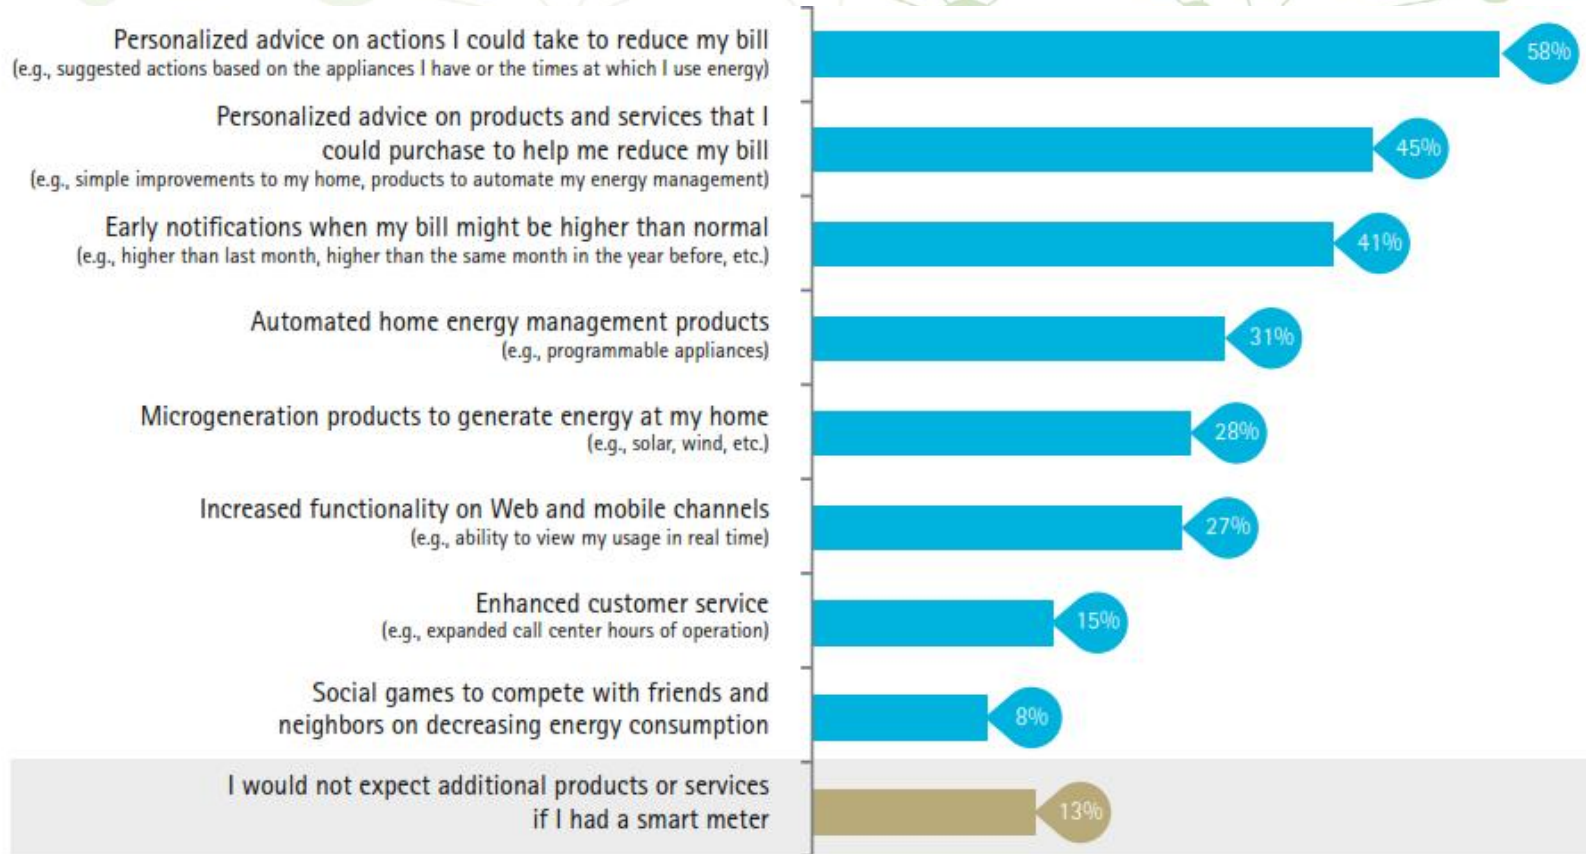 Personalized advice on actions I could take to reduce my bill
(e.g., suggested actions based on the appliances I have or the times at which I use energy)
58%
Personalized advice on products and services that I
could purchase to help me reduce my bill
(e.g., simple improvements to my home, products to automate my energy management)
45%
Early notifications when my bill might be higher than normal
(e.g., higher than last month, higher than the same month in the year before, etc.)
41%
Automated home energy management products
(e.g., programmable appliances)
31%
Microgeneration products to generate energy at my home
(e.g., solar, wind, etc.)
28%
Increased functionality on Web and mobile channels
(e.g., ability to view my usage in real time)
27%
Enhanced customer service
(e.g., expanded call center hours of operation)
15%
Social games to compete with friends and
neighbors on decreasing energy consumption
8%
I would not expect additional products or services
if I had a smart meter
13%